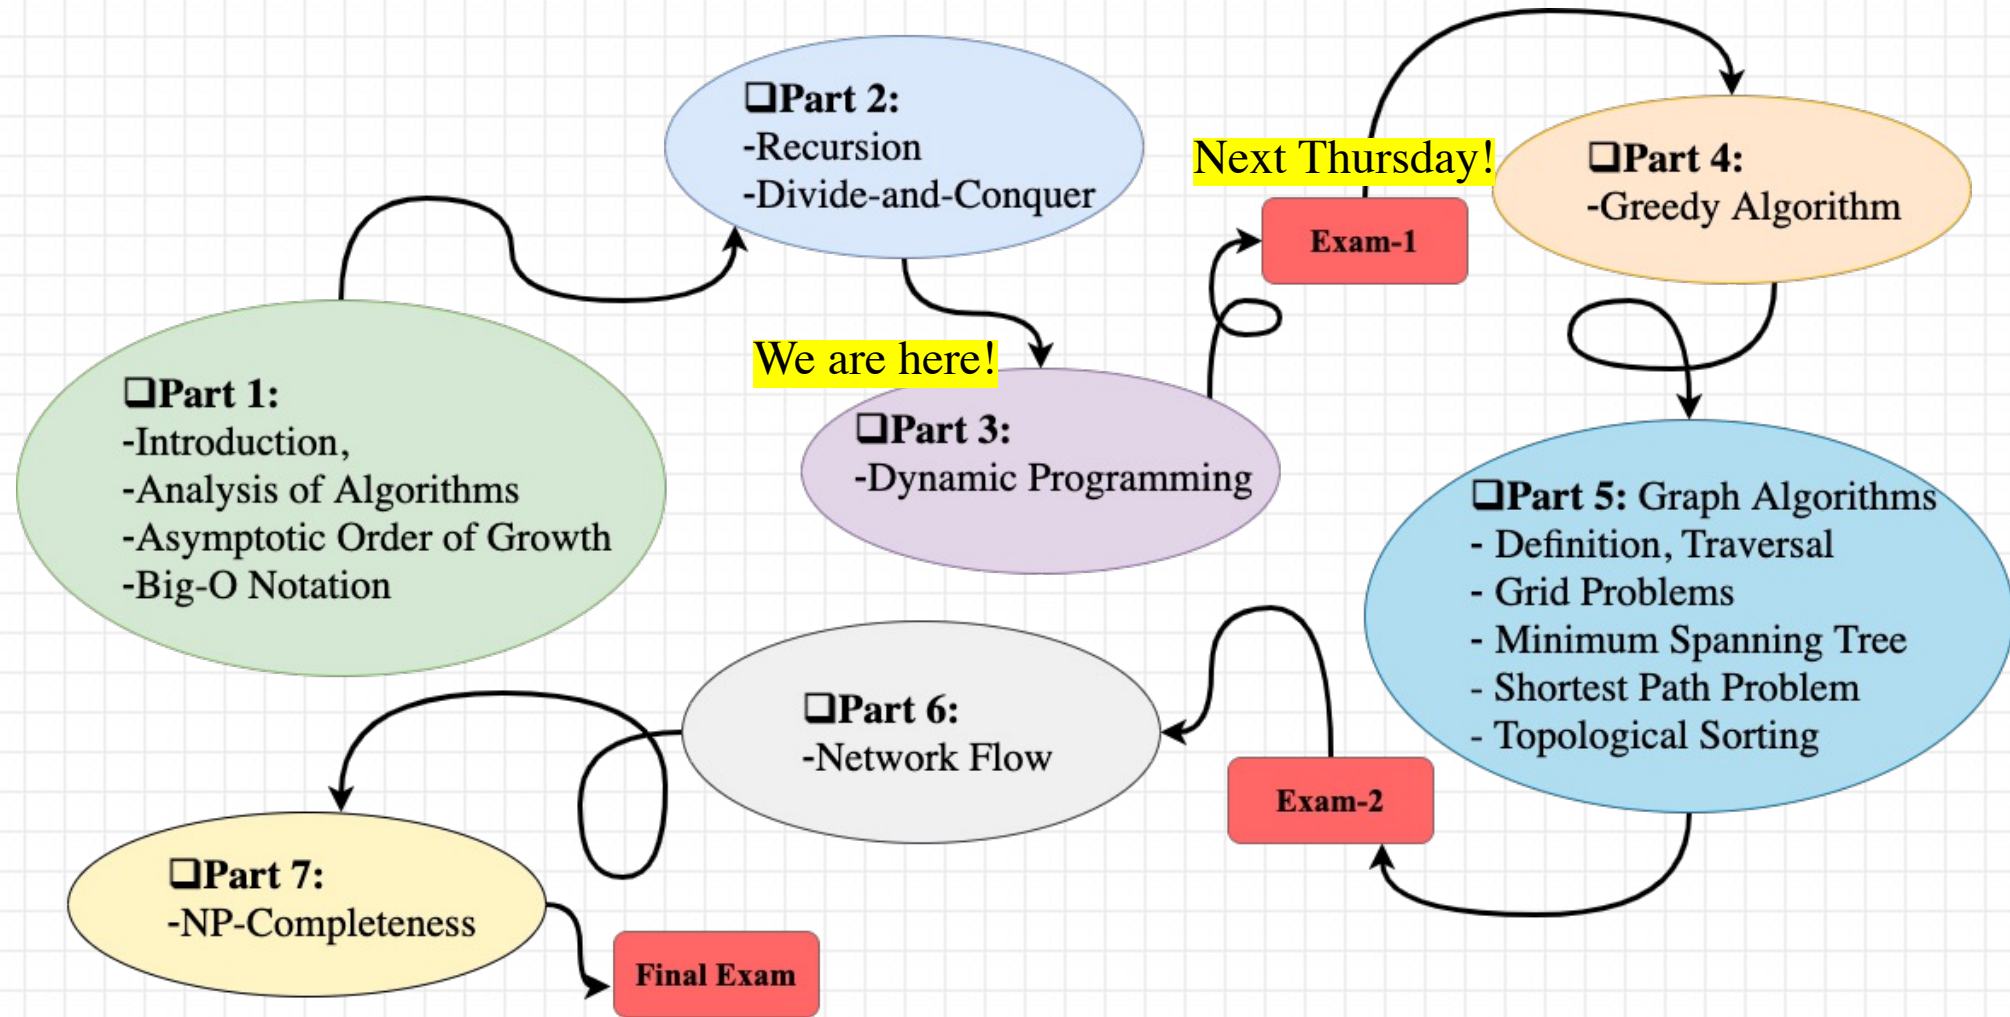 ❑Part 1:
-Introduction,
-Analysis of Algorithms
-Asymptotic Order of Growth
-Big-O Notation
❑Part 2:
-Recursion
-Divide-and-Conquer
We are here!
❑Part 3:
-Dynamic Programming
Next Thursday!
Exam-1
❑Part 4:
-Greedy Algorithm
❑Part 5: Graph Algorithms
- Definition, Traversal
- Grid Problems
- Minimum Spanning Tree
- Shortest Path Problem
- Topological Sorting
Exam-2
❑Part 6:
-Network Flow
❑Part 7:
-NP-Completeness
Final Exam